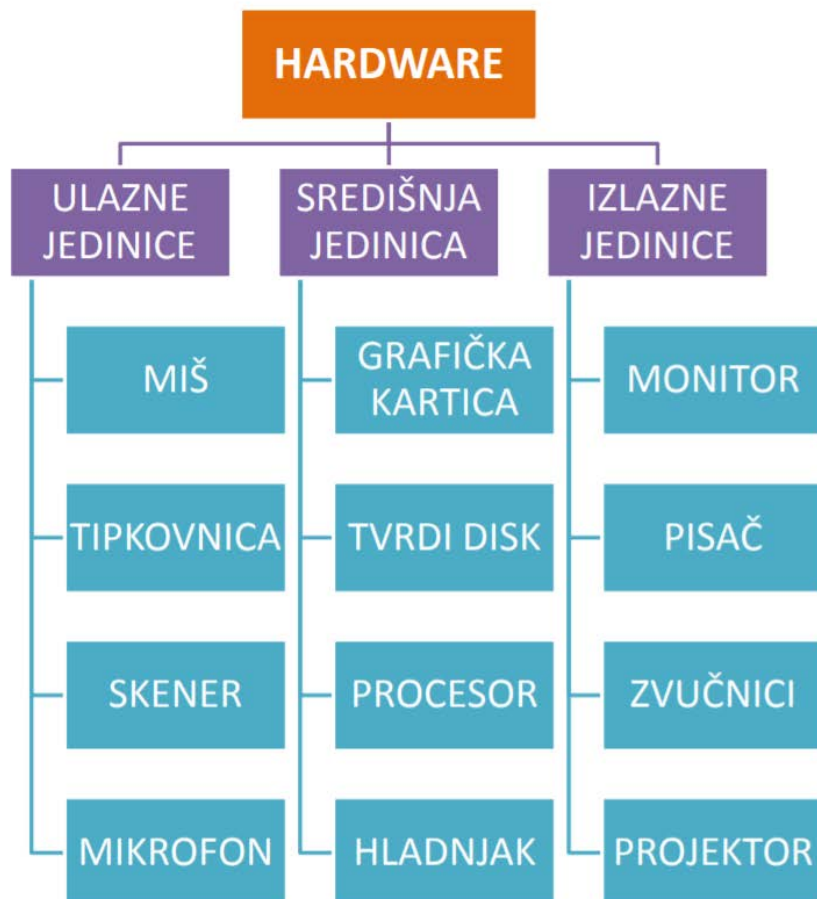 HARDWARE
ULAZNE
JEDINICE
MIŠ
TIPKOVNICA
SKENER
MIKROFON
SREDIŠNJA
JEDINICA
GRAFIČKA
KARTICA
TVRDI DISK
PROCESOR
HLADNJAK
IZLAZNE
JEDINICE
MONITOR
PISAČ
ZVUČNICI
PROJEKTOR